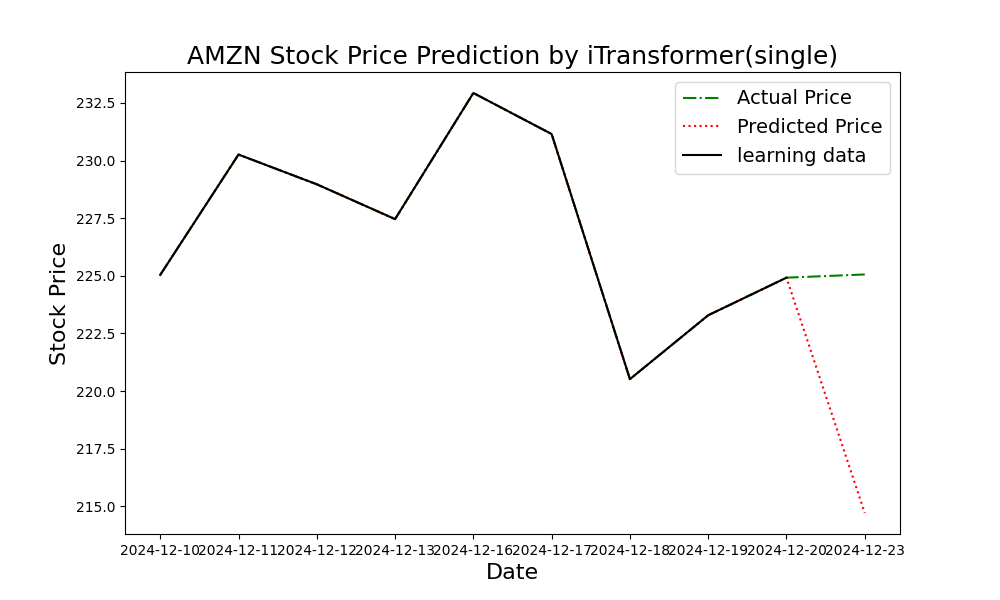 AMZN Stock Price Prediction by iTransformer(single)
Actual Price
Predicted Price
learning data
Stock Price
232.5
230.0
227.5
225.0
222.5
220.0
217.5
215.0
2024-12-10 2024-12-11 2024-12-12 2024-12-13 2024-12-16 2024-12-17 2024-12-18 2024-12-19 2024-12-20 2024-12-23
Date